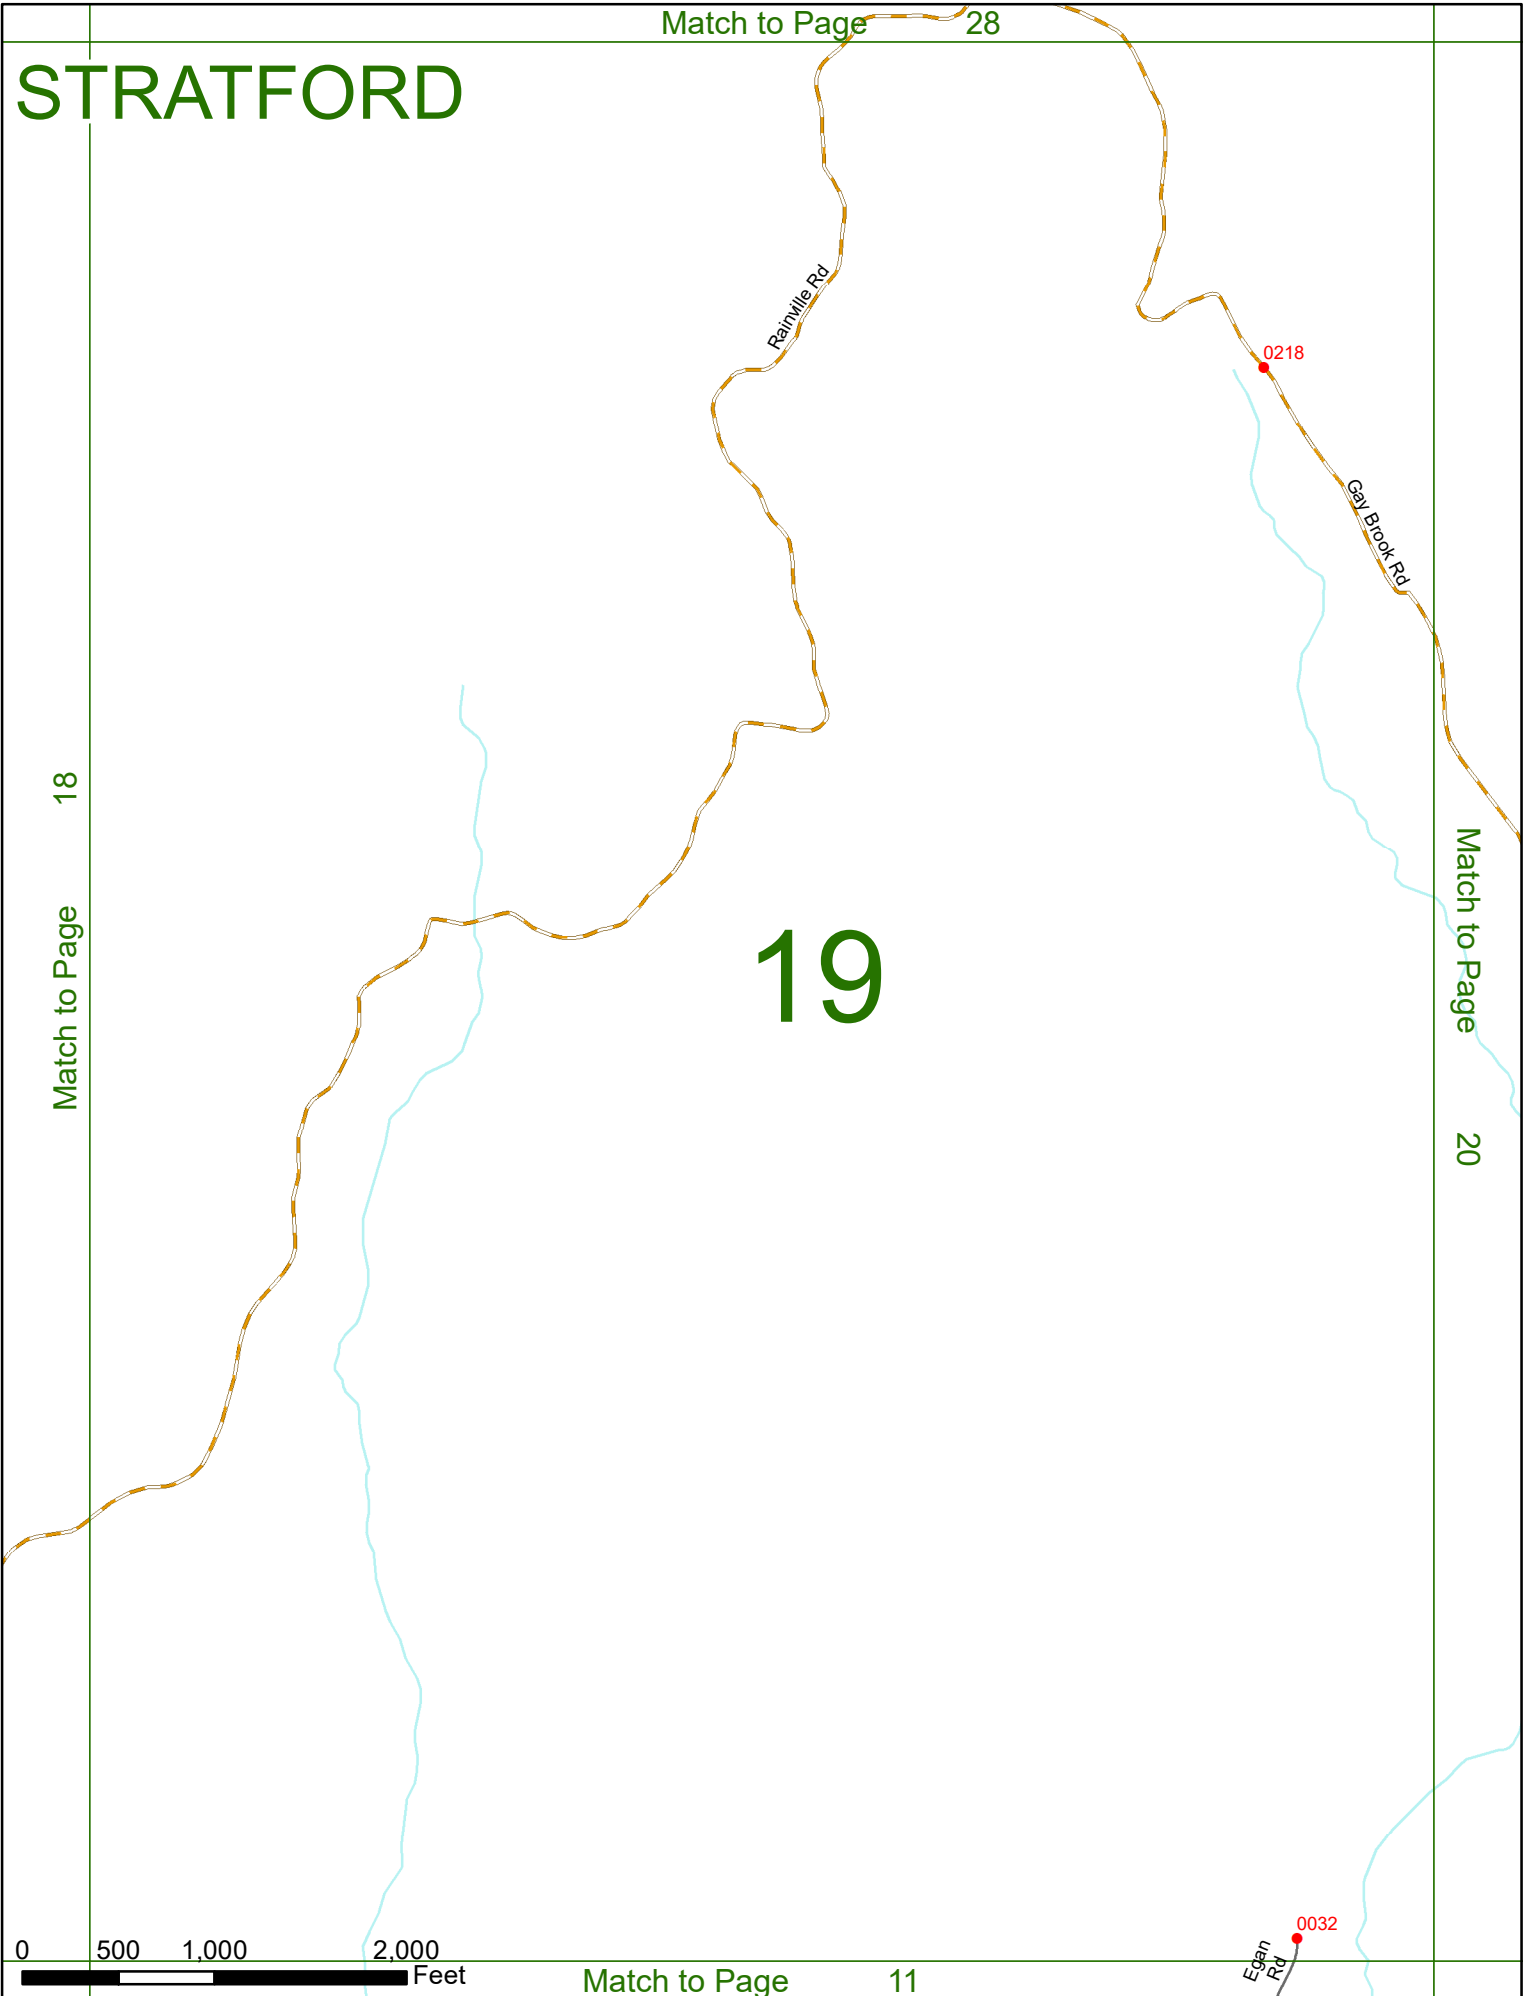 Match to Page 28
STRATFORD
Rainville Rd
0218
Gay Brook Rd
Match to Page 18
Match to Page 20
19
0032
Egan
Rd
0 500 1,000 2,000
Feet
Match to Page 11